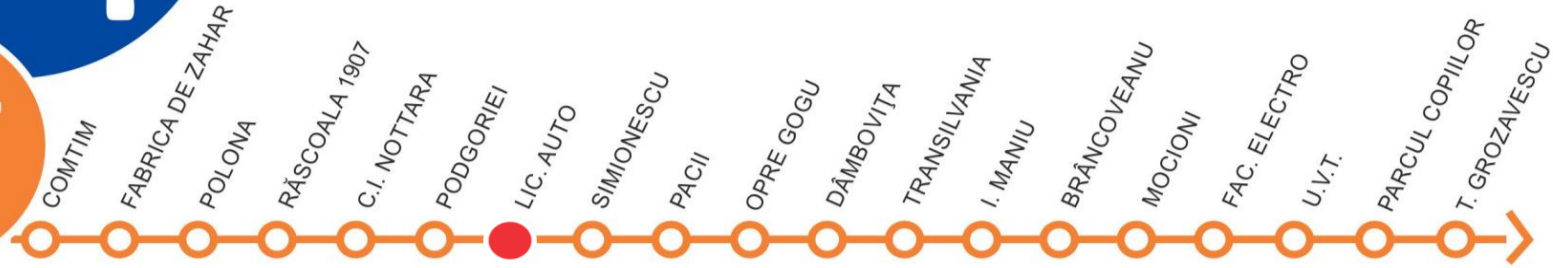 COMTIM
FABRICA DE ZAHAR
POLONA
RĂSCOALA 1907
C.I. NOTTARA
PODGORIEI
LIC. AUTO
SIMIONESCU
PACII
OPRE GOGU
DÂMBOVIȚA
TRANSILVANIA
I. MANIU
BRÂNCOVEANU
MOCIONI
FAC. ELECTRO
U.V.T.
PARCUL COPIILOR
T. GROZAVESCU